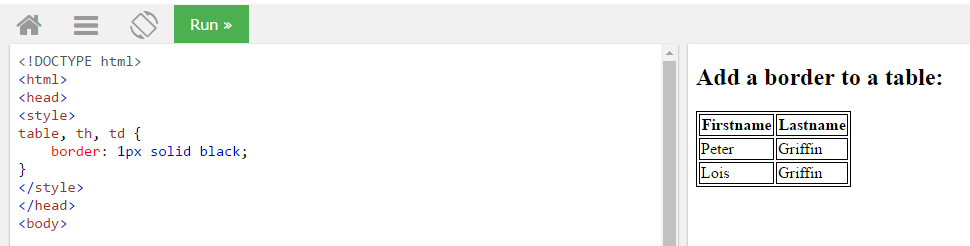 Run »
<!DOCTYPE html>
<html>
<head>
<style>
table, th, td {
    border: 1px solid black;
}
</style>
</head>
<body>
Add a border to a table:
Firstname Lastname
Peter Griffin
Lois Griffin